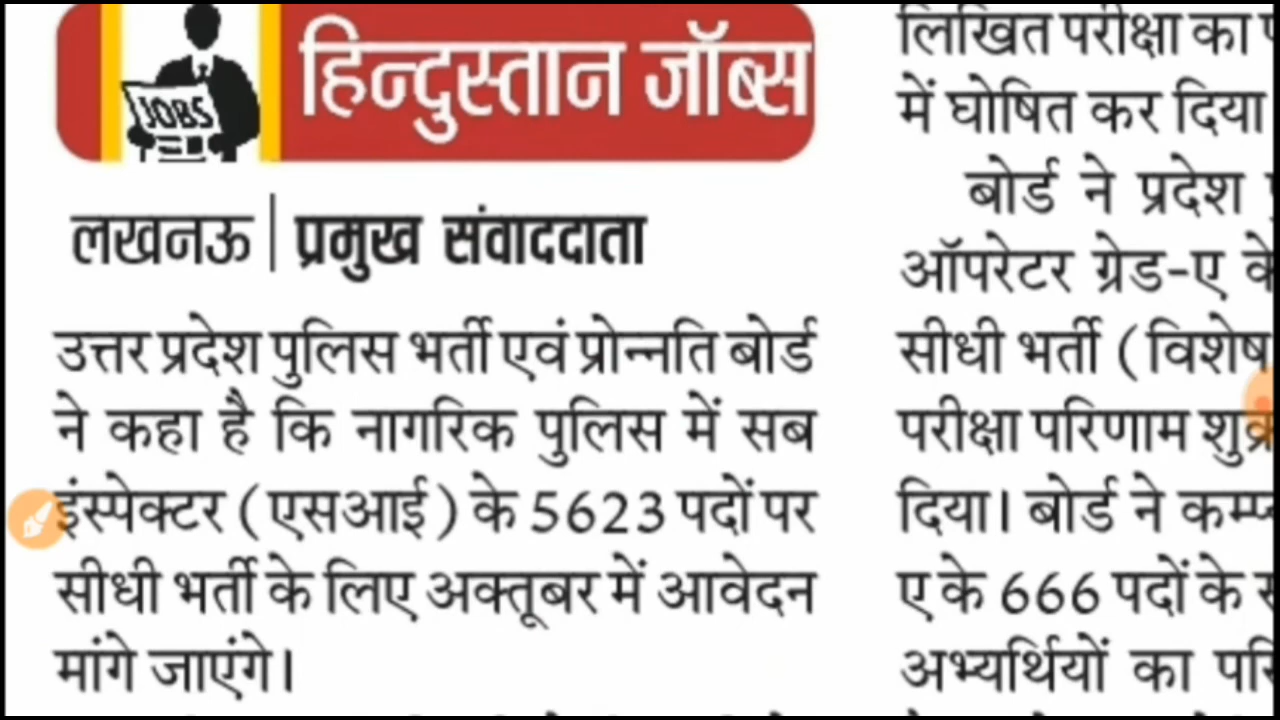 JOBS
हिन्दुस्तान जॉब्स
लखनऊ | प्रमुख संवाददाता
उत्तर प्रदेश पुलिस भर्ती एवं प्रोन्नति बोर्ड
ने कहा है कि नागरिक पुलिस में सब
इंस्पेक्टर (एसआई) के 5623 पदों पर
सीधी भर्ती के लिए अक्तूबर में आवेदन
मांगे जाएंगे।
लिखित परीक्षा का
में घोषित कर दिया
बोर्ड ने प्रदेश
ऑपरेटर ग्रेड-ए के
सीधी भर्ती (विशेष
परीक्षा परिणाम
दिया। बोर्ड ने
ए के 666 पदों के
अभ्यर्थियों का